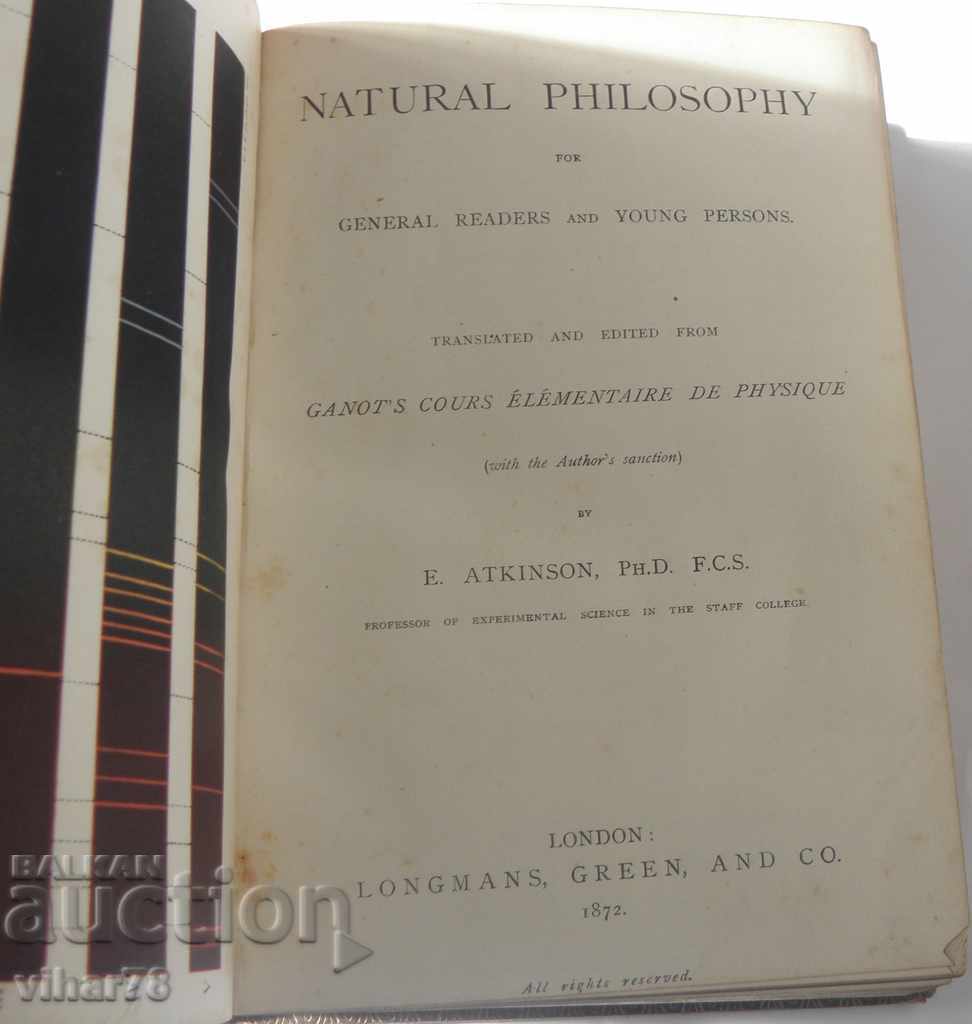 NATURAL PHILOSOPHY
FOR
GENERAL READERS AND YOUNG PERSONS.
TRANSLATED AND EDITED FROM
GANOT'S COURS ÉLÉMENTAIRE DE PHYSIQUE
(with the Author's sanction)
BY
E. ATKINSON, PH.D. F.C.S.
PROFESSOR OF EXPERIMENTAL SCIENCE IN THE STAFF COLLEGE.
LONDON:
LONGMANS, GREEN, AND CO.
1872.
All rights reserved.
BALKAN
auction
vihar78